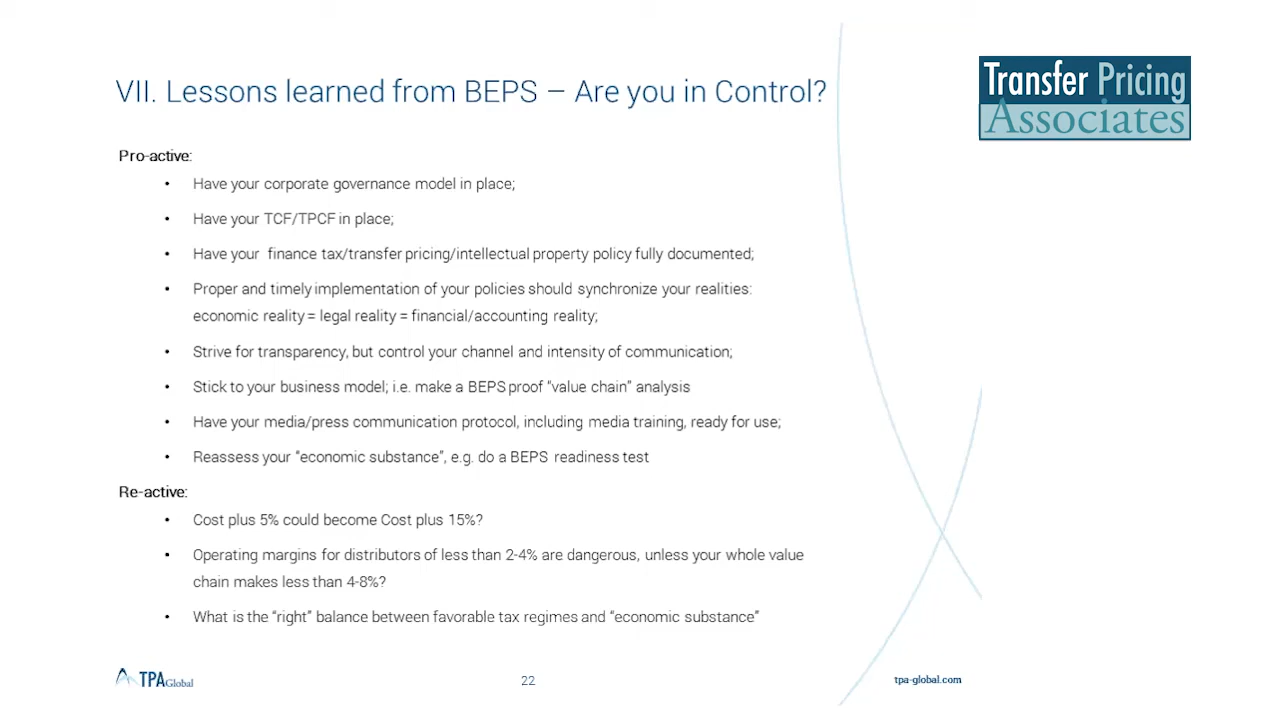 VII. Lessons learned from BEPS – Are you in Control?
Transfer Pricing
Associates
Pro-active:
• Have your corporate governance model in place;
• Have your TCF/TPCF in place;
• Have your  finance tax/transfer pricing/intellectual property policy fully documented;
• Proper and timely implementation of your policies should synchronize your realities:
economic reality = legal reality = financial/accounting reality;
• Strive for transparency, but control your channel and intensity of communication;
• Stick to your business model; i.e. make a BEPS proof “value chain” analysis
• Have your media/press communication protocol, including media training, ready for use;
• Reassess your “economic substance”, e.g. do a BEPS readiness test
Re-active:
• Cost plus 5% could become Cost plus 15%?
• Operating margins for distributors of less than 2-4% are dangerous, unless your whole value
chain makes less than 4-8%?
• What is the “right” balance between favorable tax regimes and “economic substance”
TPA Global
22
tpa-global.com